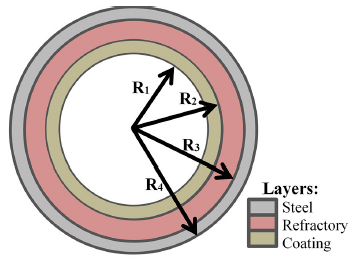 R1
R2
R3
R4
Layers:
Steel
Refractory
Coating